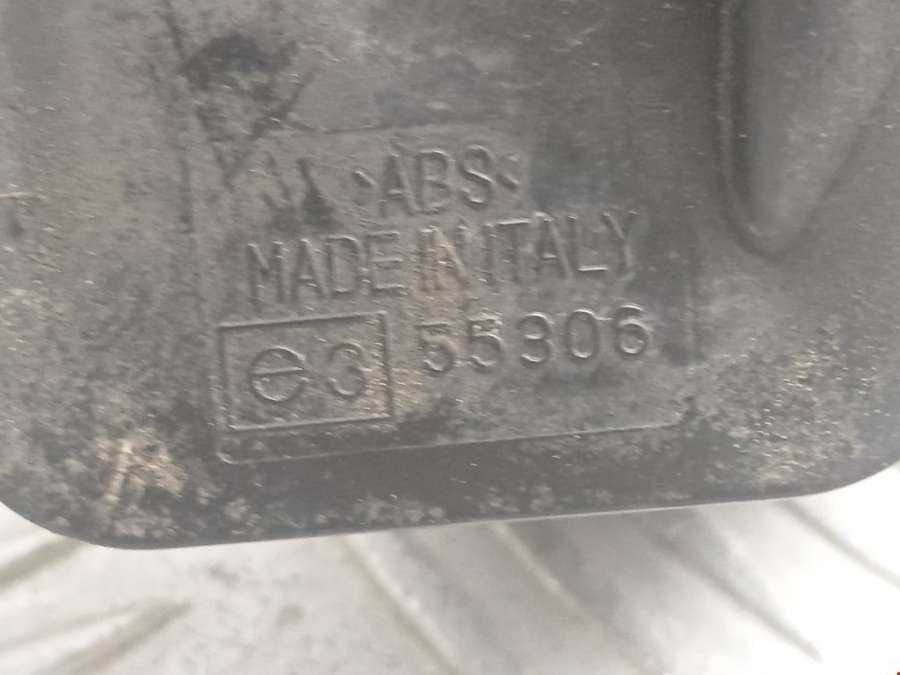 >ABS<
MADE IN ITALY
e3 55306